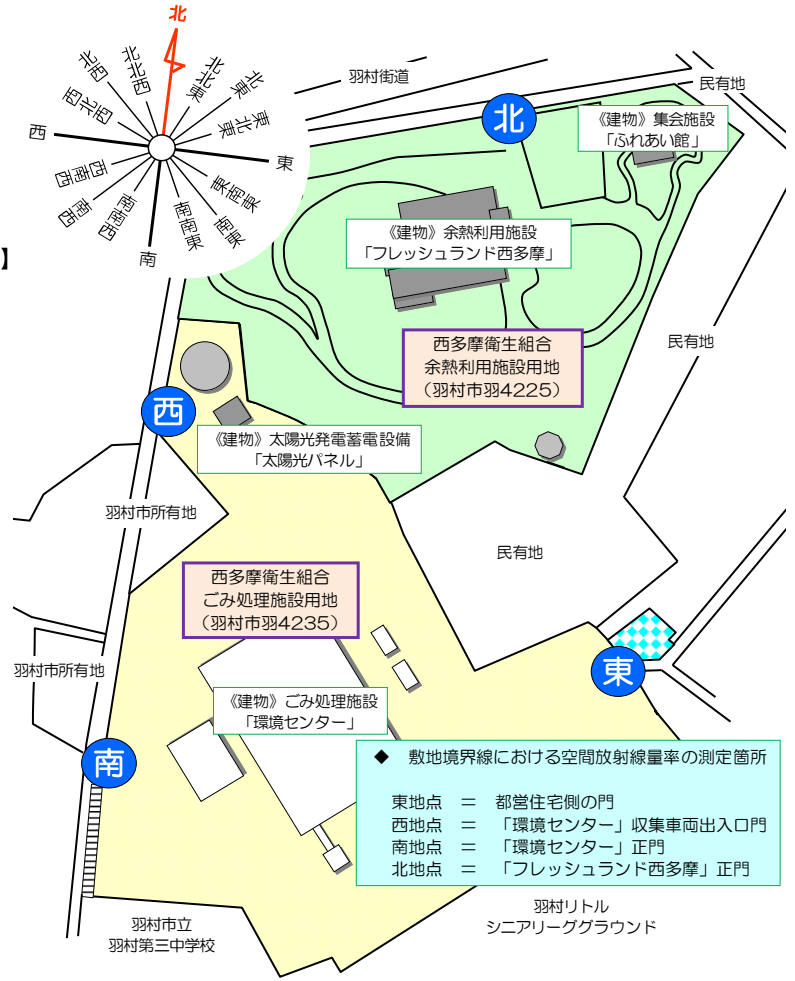 北
北北西
北北東
北西
北東
西北西
東北東
西
東
西南西
東南東
南西
南東
南南西
南南東
南
】
羽村街道
民有地
北
《建物》集会施設
「ふれあい館」
《建物》余熱利用施設
「フレッシュランド西多摩」
西多摩衛生組合
余熱利用施設用地
（羽村市羽4225）
民有地
西
《建物》太陽光発電蓄電設備
「太陽光パネル」
羽村市所有地
民有地
西多摩衛生組合
ごみ処理施設用地
（羽村市羽4235）
羽村市所有地
東
《建物》ごみ処理施設
「環境センター」
南
◆　敷地境界線における空間放射線量率の測定箇所
東地点　＝　都営住宅側の門
西地点　＝　「環境センター」収集車両出入口門
南地点　＝　「環境センター」正門
北地点　＝　「フレッシュランド西多摩」正門
羽村市立
羽村第三中学校
羽村リトル
シニアリーググラウンド